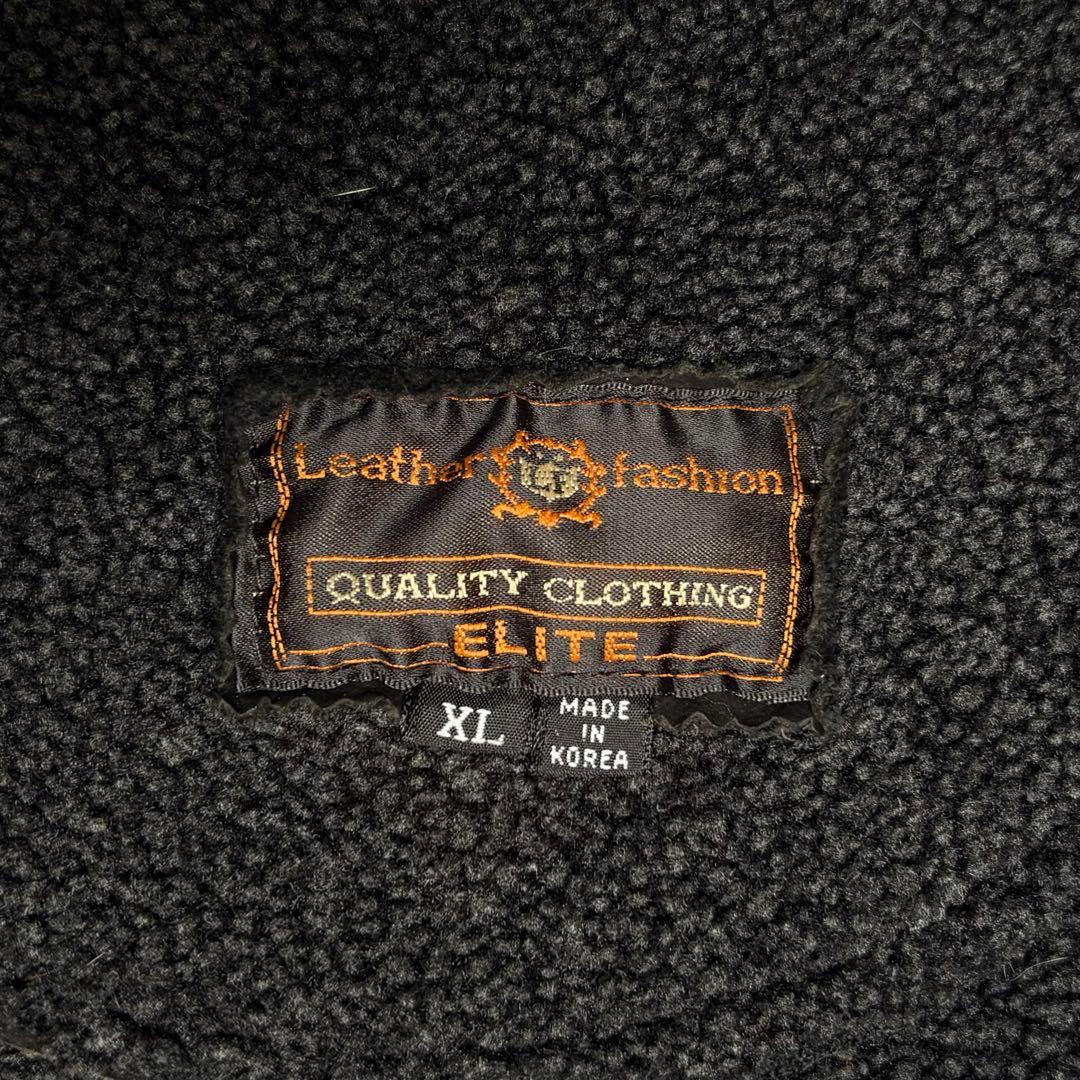 Leather fashion
QUALITY CLOTHING
ELITE
XL
MADE
IN
KOREA